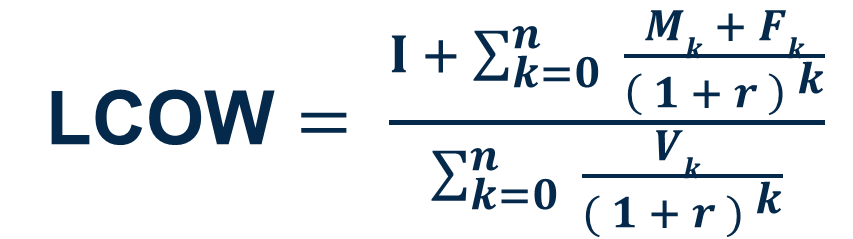 LCOW = (I + ∑_{k=0}^{n} (M_k + F_k)/(1 + r)^k) / (∑_{k=0}^{n} V_k/(1 + r)^k)